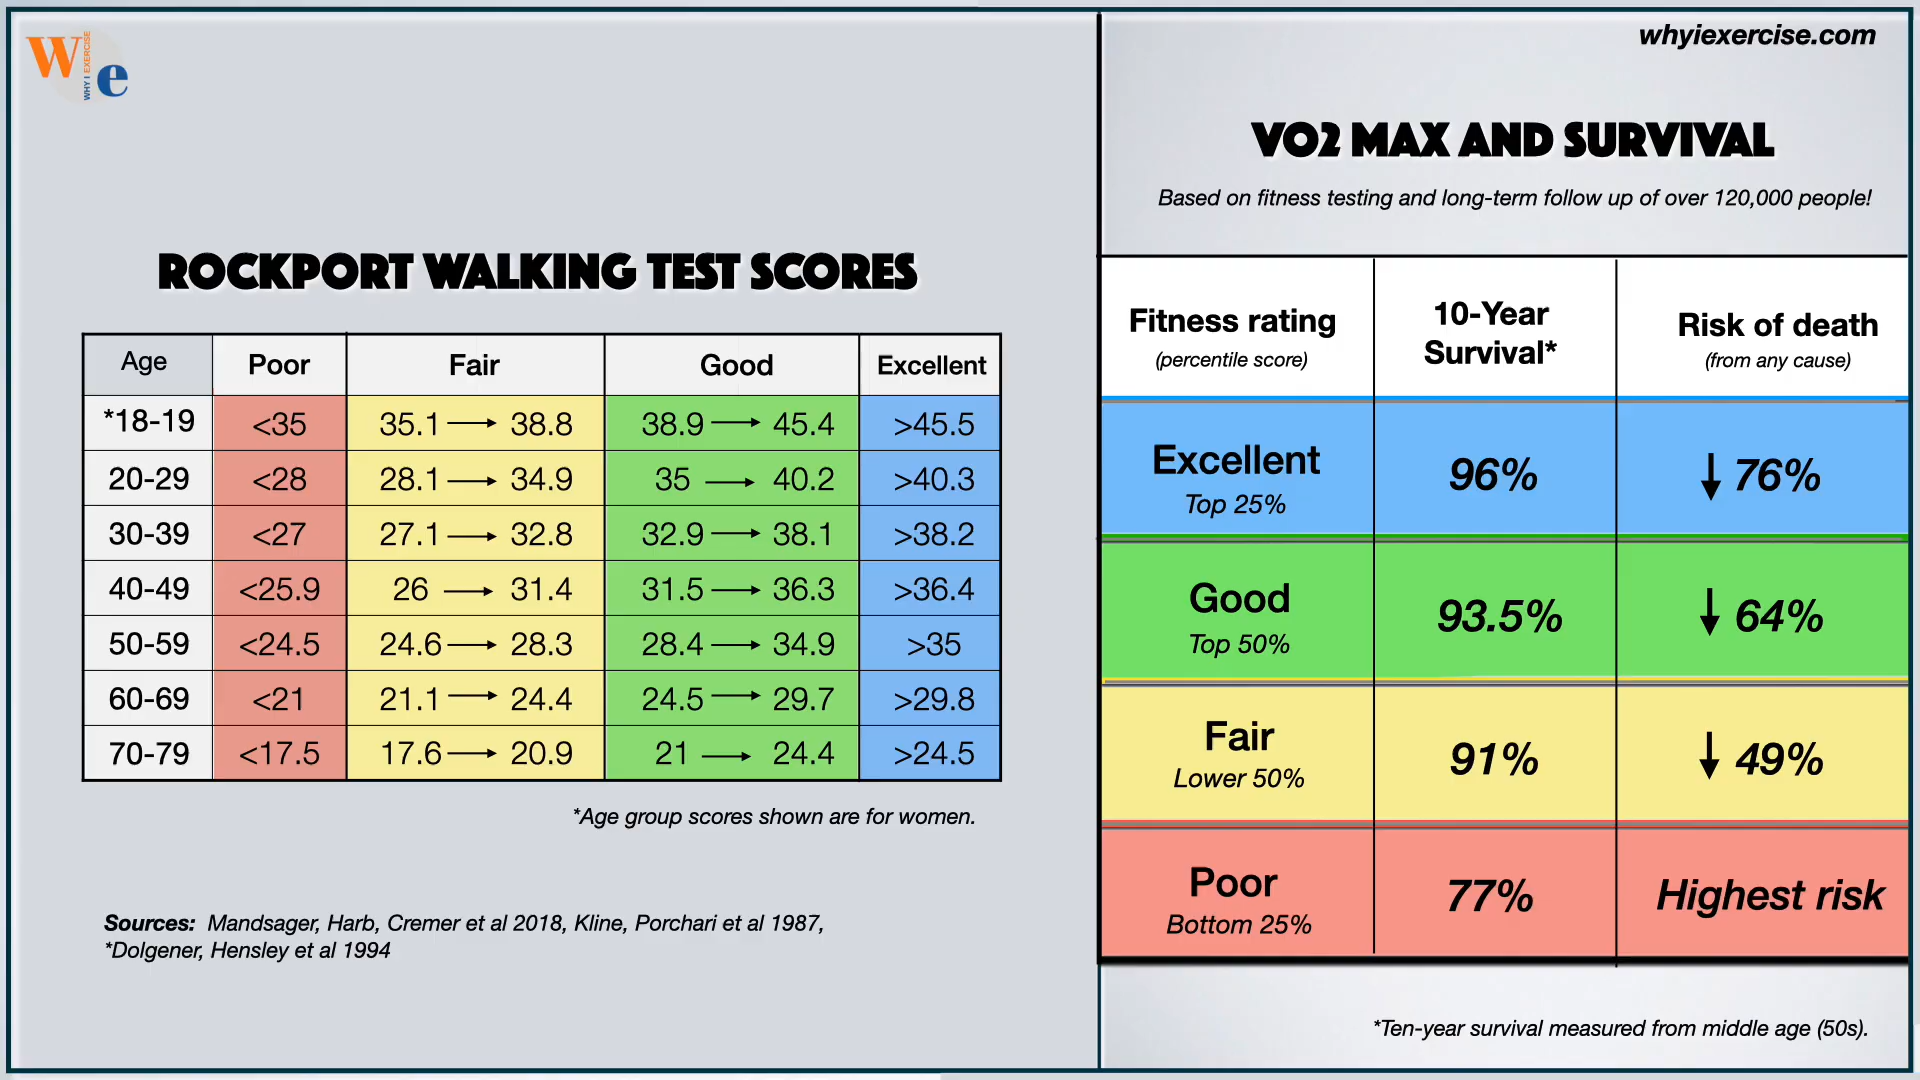 We
WHY I EXERCISE
whyiexercise.com
ROCKPORT WALKING TEST SCORES
Age Poor Fair Good Excellent
*18-19 <35 35.1 → 38.8 38.9 → 45.4 >45.5
20-29 <28 28.1 → 34.9 35 → 40.2 >40.3
30-39 <27 27.1 → 32.8 32.9 → 38.1 >38.2
40-49 <25.9 26 → 31.4 31.5 → 36.3 >36.4
50-59 <24.5 24.6 → 28.3 28.4 → 34.9 >35
60-69 <21 21.1 → 24.4 24.5 → 29.7 >29.8
70-79 <17.5 17.6 → 20.9 21 → 24.4 >24.5
*Age group scores shown are for women.
Sources: Mandsager, Harb, Cremer et al 2018, Kline, Porchari et al 1987,
*Dolgener, Hensley et al 1994
VO2 MAX AND SURVIVAL
Based on fitness testing and long-term follow up of over 120,000 people!
Fitness rating
(percentile score)
10-Year
Survival*
Risk of death
(from any cause)
Excellent
Top 25%
96%
↓ 76%
Good
Top 50%
93.5%
↓ 64%
Fair
Lower 50%
91%
↓ 49%
Poor
Bottom 25%
77%
Highest risk
*Ten-year survival measured from middle age (50s).